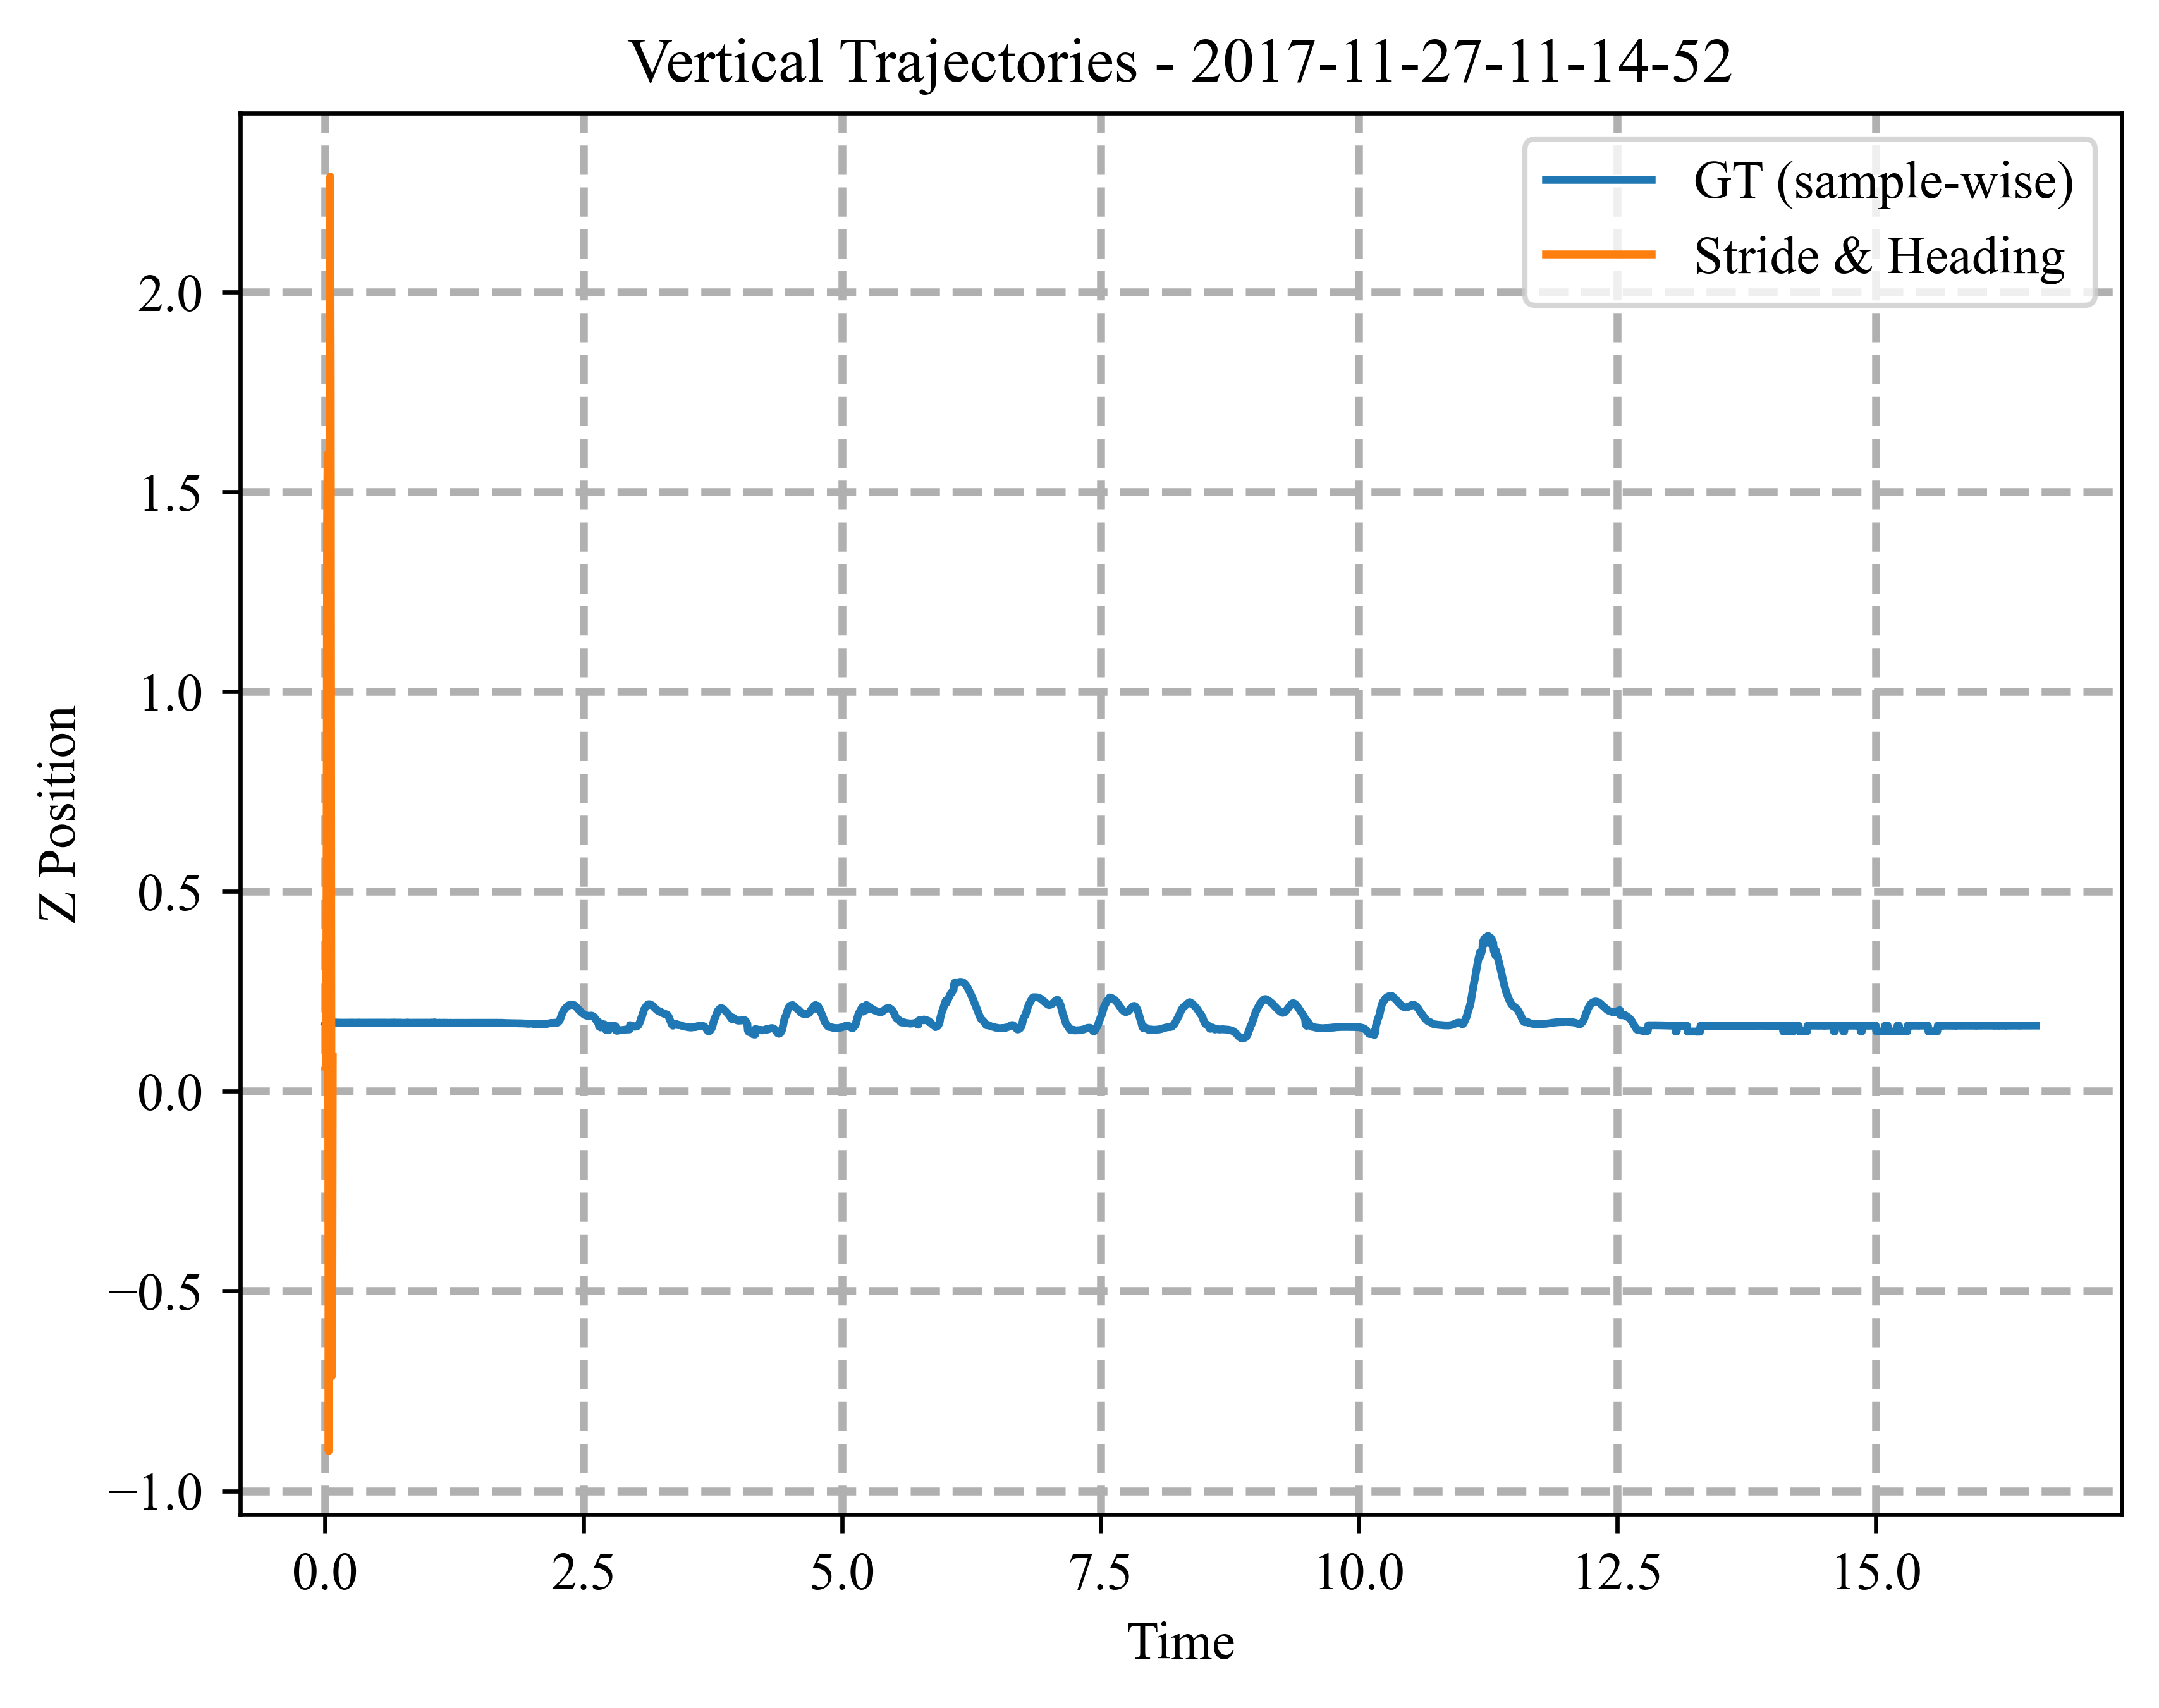 Vertical Trajectories - 2017-11-27-11-14-52
GT (sample-wise)
Stride & Heading
2.0
1.5
1.0
0.5
0.0
−0.5
−1.0
Z Position
0.0 2.5 5.0 7.5 10.0 12.5 15.0
Time